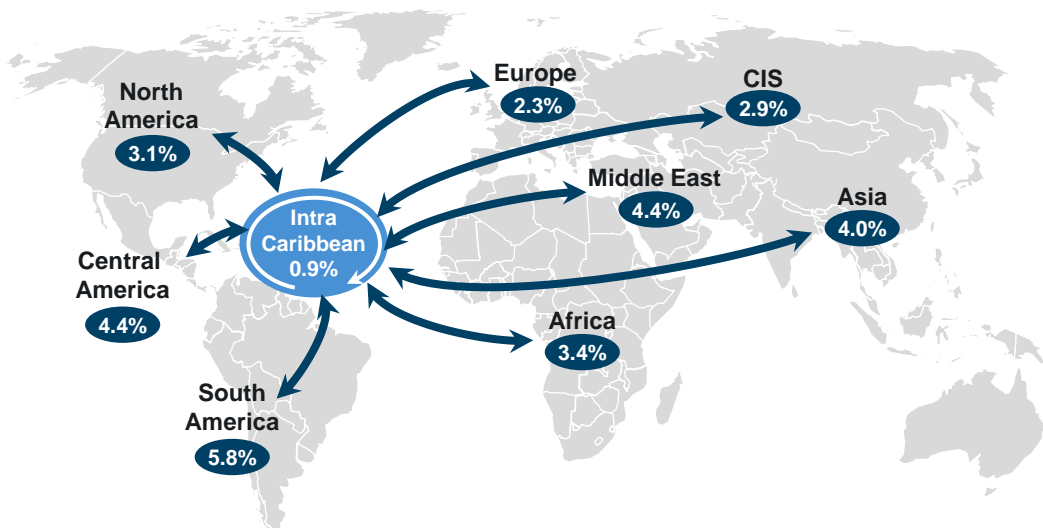 Europe
2.3%
CIS
2.9%
North
America
3.1%
Middle East
4.4%
Asia
4.0%
Intra
Caribbean
0.9%
Central
America
4.4%
Africa
3.4%
South
America
5.8%